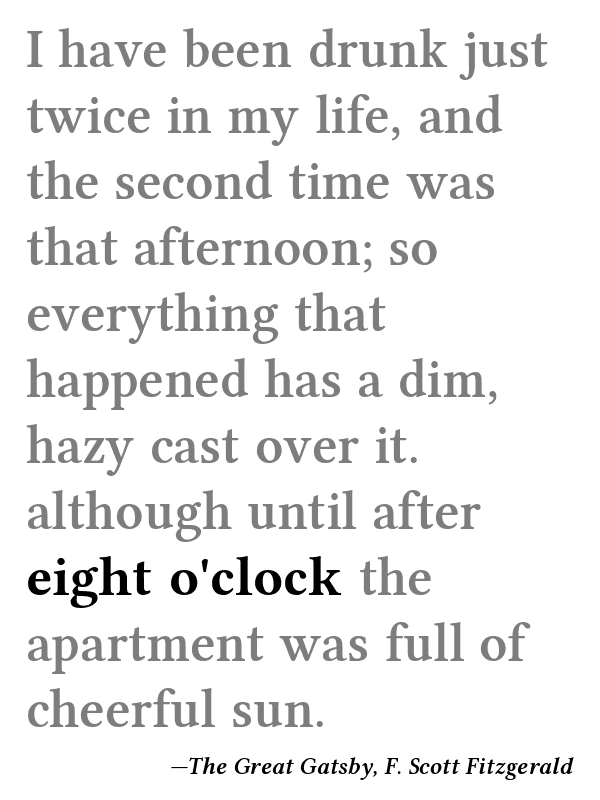 I have been drunk just
twice in my life, and
the second time was
that afternoon; so
everything that
happened has a dim,
hazy cast over it.
although until after
eight o'clock the
apartment was full of
cheerful sun.
—The Great Gatsby, F. Scott Fitzgerald